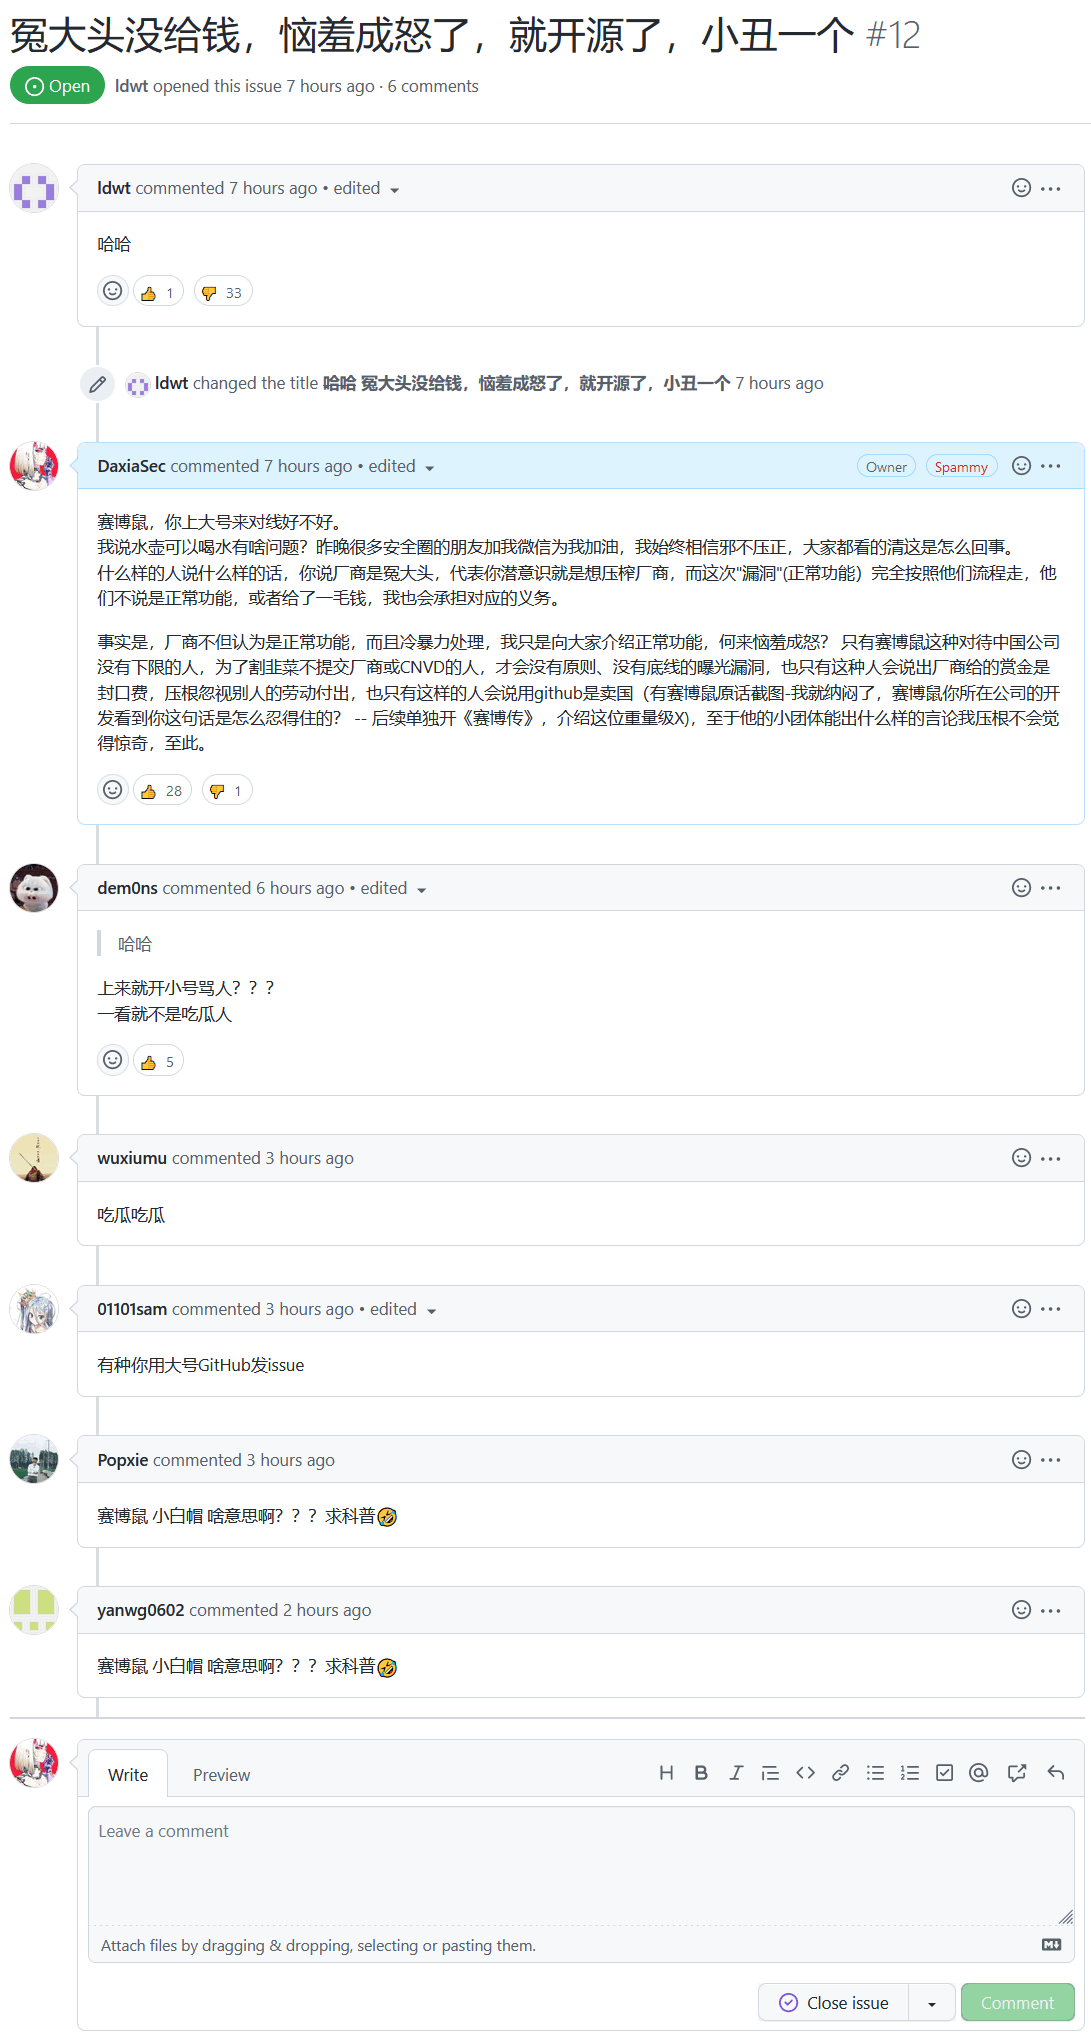 冤大头没给钱，恼羞成怒了，就开源了，小丑一个 #12
Open ldwt opened this issue 7 hours ago · 6 comments
ldwt commented 7 hours ago • edited
哈哈
👍 1 👎 33
ldwt changed the title 哈哈 冤大头没给钱，恼羞成怒了，就开源了，小丑一个 7 hours ago
DaxiaSec commented 7 hours ago • edited Owner Spammy
赛博鼠，你上大号来对线好不好。
我说水壶可以喝水有啥问题？昨晚很多安全圈的朋友加我微信为我加油，我始终相信邪不压正，大家都看的清这是怎么回事。
什么样的人说什么样的话，你说厂商是冤大头，代表你潜意识就是想压榨厂商，而这次"漏洞"(正常功能）完全按照他们流程走，他
们不说是正常功能，或者给了一毛钱，我也会承担对应的义务。
事实是，厂商不但认为是正常功能，而且冷暴力处理，我只是向大家介绍正常功能，何来恼羞成怒？ 只有赛博鼠这种对待中国公司
没有下限的人，为了割韭菜不提交厂商或CNVD的人，才会没有原则、没有底线的曝光漏洞，也只有这种人会说出厂商给的赏金是
封口费，压根忽视别人的劳动付出，也只有这样的人会说用github是卖国（有赛博鼠原话截图-我就纳闷了，赛博鼠你所在公司的开
发看到你这句话是怎么忍得住的？ -- 后续单独开《赛博传》，介绍这位重量级X)，至于他的小团体能出什么样的言论我压根不会觉
得惊奇，至此。
👍 28 👎 1
dem0ns commented 6 hours ago • edited
哈哈
上来就开小号骂人？？？
一看就不是吃瓜人
👍 5
wuxiumu commented 3 hours ago
吃瓜吃瓜
01101sam commented 3 hours ago • edited
有种你用大号GitHub发issue
Popxie commented 3 hours ago
赛博鼠 小白帽 啥意思啊？？？求科普🤣
yanwg0602 commented 2 hours ago
赛博鼠 小白帽 啥意思啊？？？求科普🤣
Write Preview
Leave a comment
Attach files by dragging & dropping, selecting or pasting them.
Close issue Comment